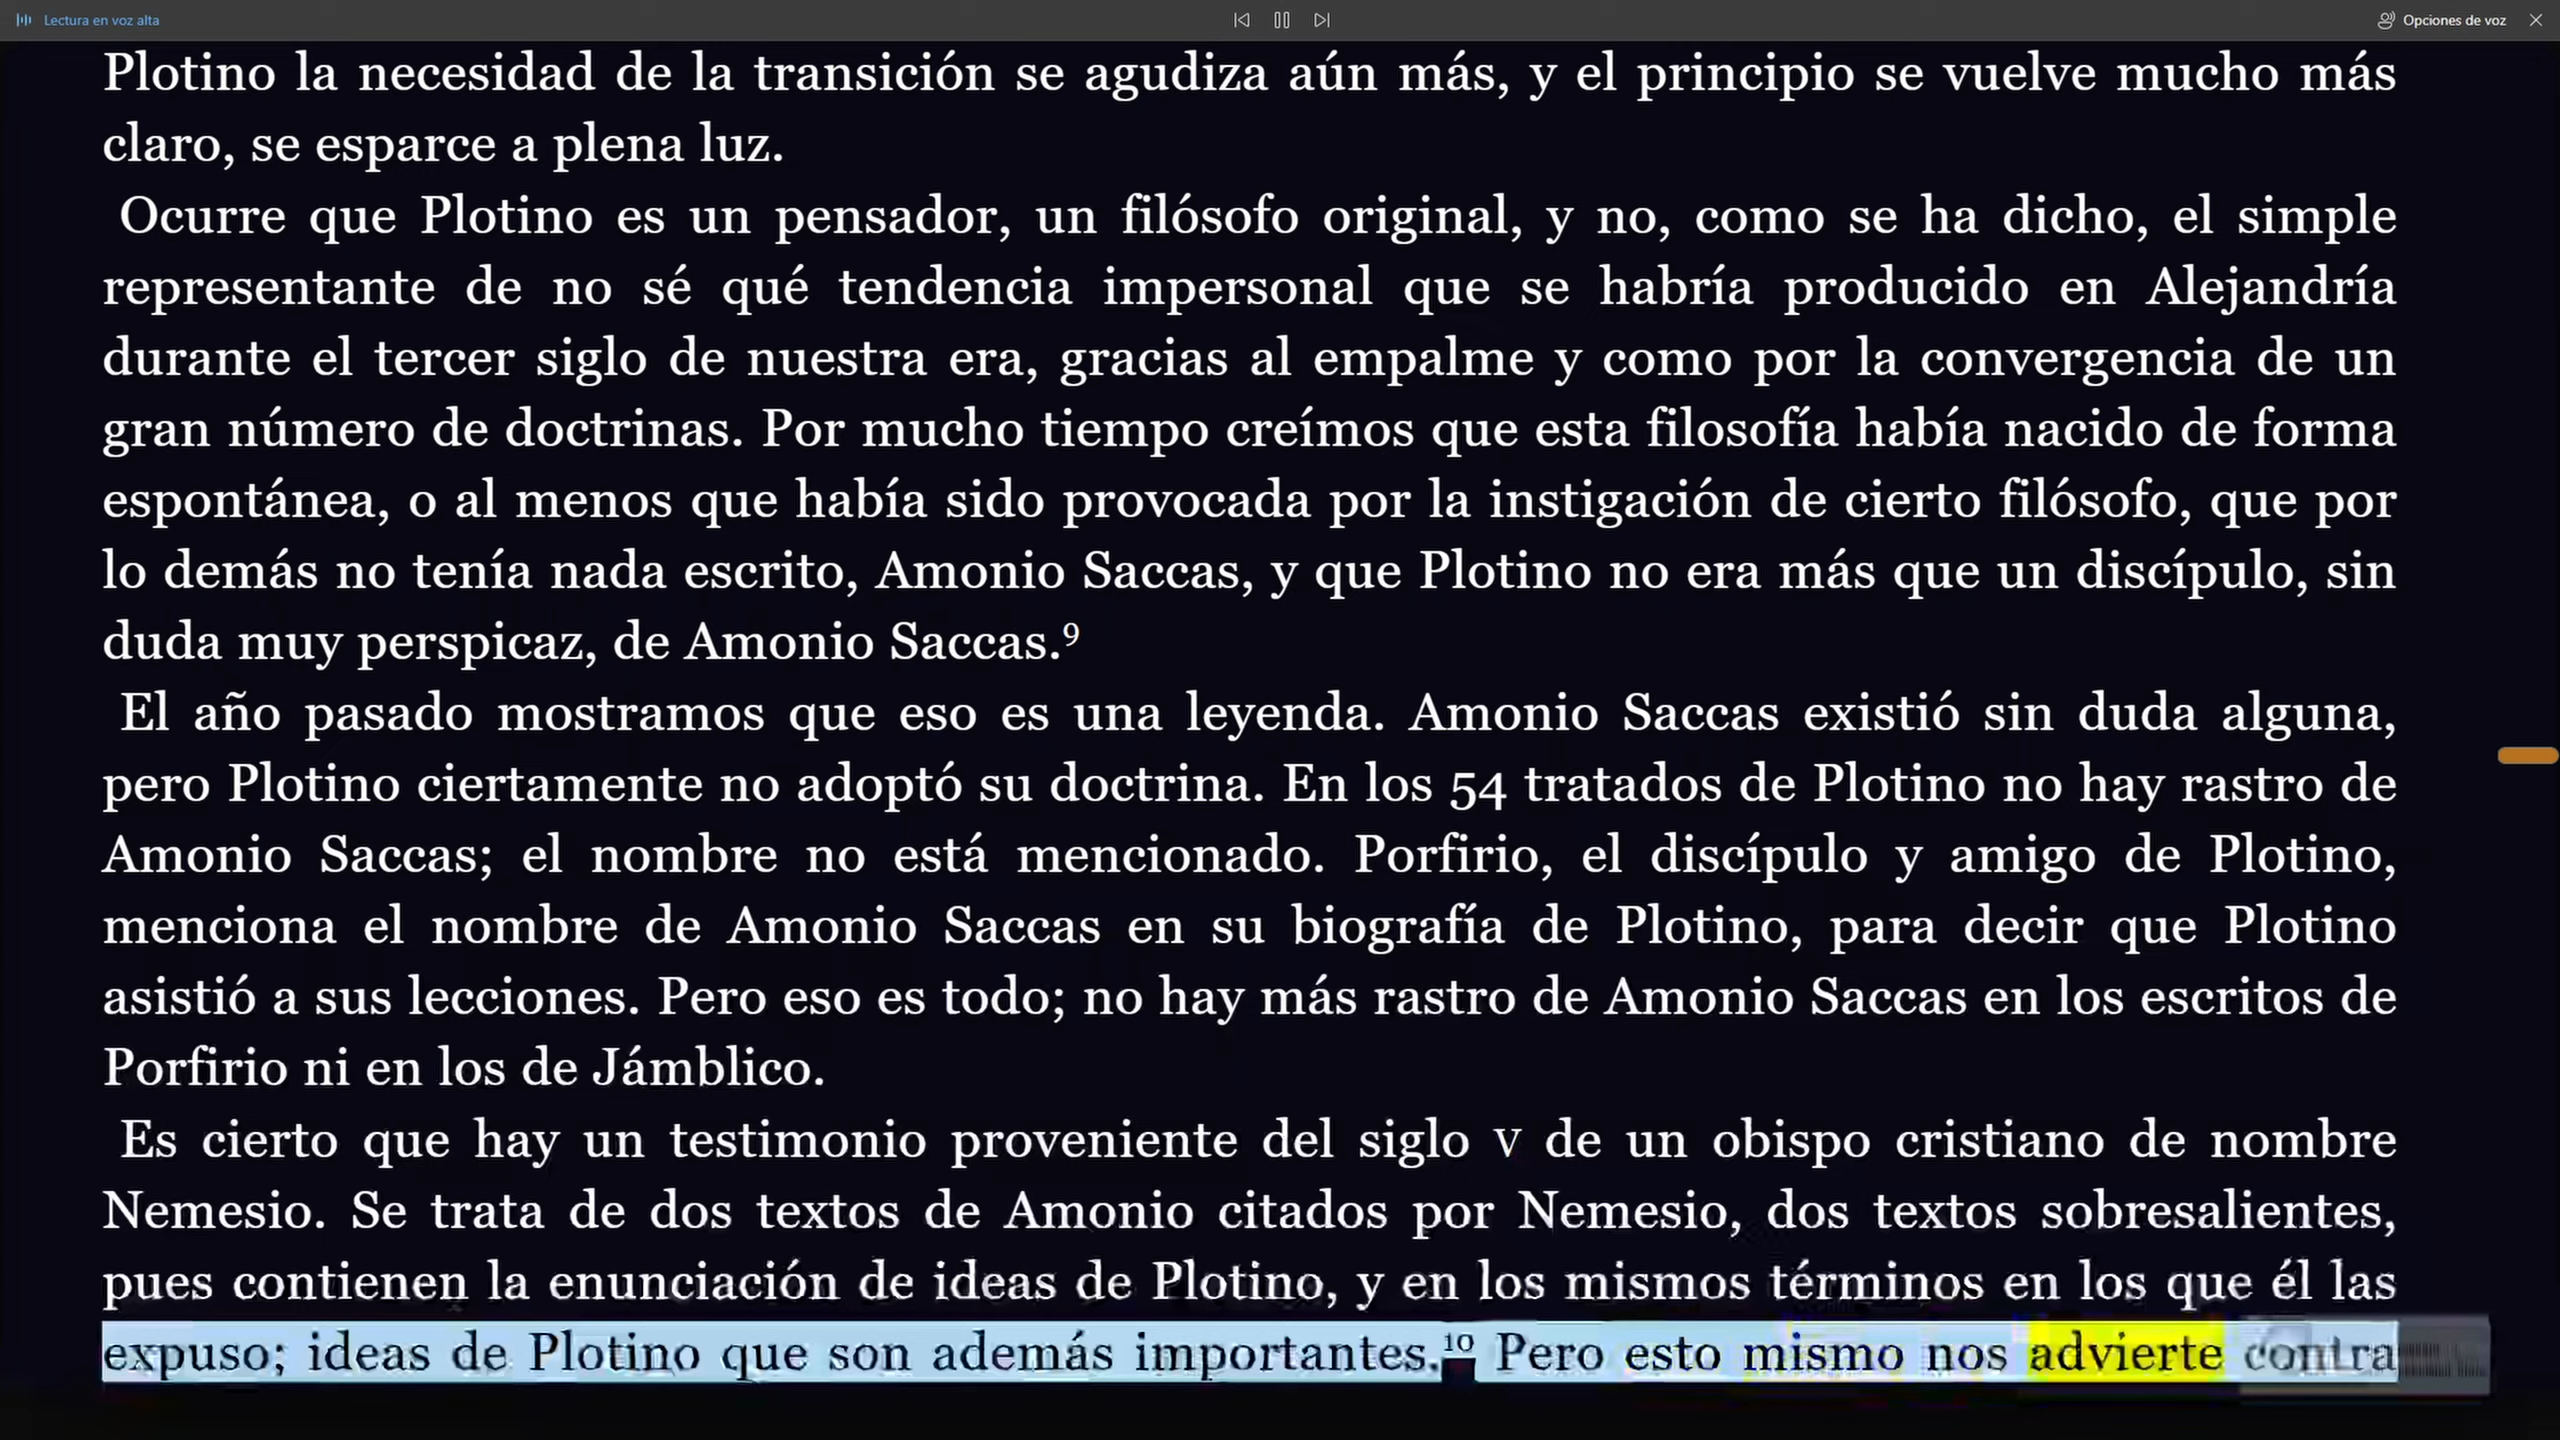 Lectura en voz alta
Opciones de voz
Plotino la necesidad de la transición se agudiza aún más, y el principio se vuelve mucho más
claro, se esparce a plena luz.
Ocurre que Plotino es un pensador, un filósofo original, y no, como se ha dicho, el simple
representante de no sé qué tendencia impersonal que se habría producido en Alejandría
durante el tercer siglo de nuestra era, gracias al empalme y como por la convergencia de un
gran número de doctrinas. Por mucho tiempo creímos que esta filosofía había nacido de forma
espontánea, o al menos que había sido provocada por la instigación de cierto filósofo, que por
lo demás no tenía nada escrito, Amonio Saccas, y que Plotino no era más que un discípulo, sin
duda muy perspicaz, de Amonio Saccas.⁹
El año pasado mostramos que eso es una leyenda. Amonio Saccas existió sin duda alguna,
pero Plotino ciertamente no adoptó su doctrina. En los 54 tratados de Plotino no hay rastro de
Amonio Saccas; el nombre no está mencionado. Porfirio, el discípulo y amigo de Plotino,
menciona el nombre de Amonio Saccas en su biografía de Plotino, para decir que Plotino
asistió a sus lecciones. Pero eso es todo; no hay más rastro de Amonio Saccas en los escritos de
Porfirio ni en los de Jámblico.
Es cierto que hay un testimonio proveniente del siglo V de un obispo cristiano de nombre
Nemesio. Se trata de dos textos de Amonio citados por Nemesio, dos textos sobresalientes,
pues contienen la enunciación de ideas de Plotino, y en los mismos términos en los que él las
expuso; ideas de Plotino que son además importantes.¹⁰ Pero esto mismo nos advierte contra